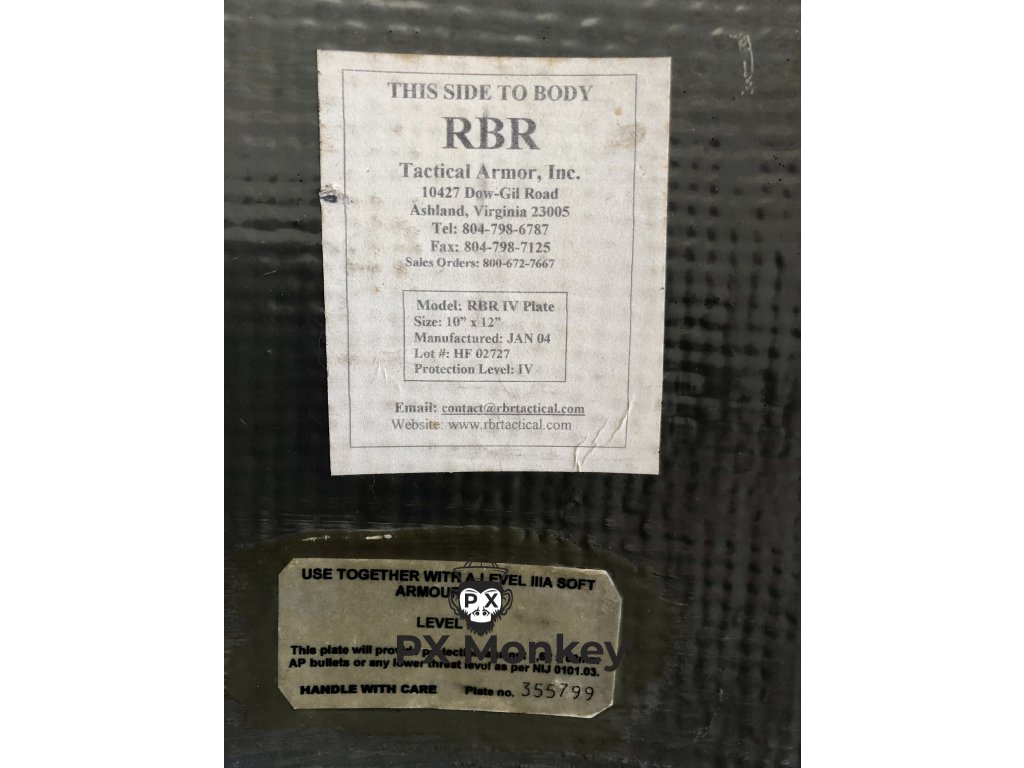 THIS SIDE TO BODY
RBR
Tactical Armor, Inc.
10427 Dow-Gil Road
Ashland, Virginia 23005
Tel: 804-798-6787
Fax: 804-798-7125
Sales Orders: 800-672-7667
Model: RBR IV Plate
Size: 10" x 12"
Manufactured: JAN 04
Lot #: HF 02727
Protection Level: IV
Email: contact@rbrtactical.com
Website: www.rbrtactical.com
USE TOGETHER WITH A LEVEL IIIA SOFT
ARMOUR
LEVEL
PX
PX Monkey
This plate will provide protection against
AP bullets or any lower threat level as per NIJ 0101.03.
HANDLE WITH CARE Plate no. 355799